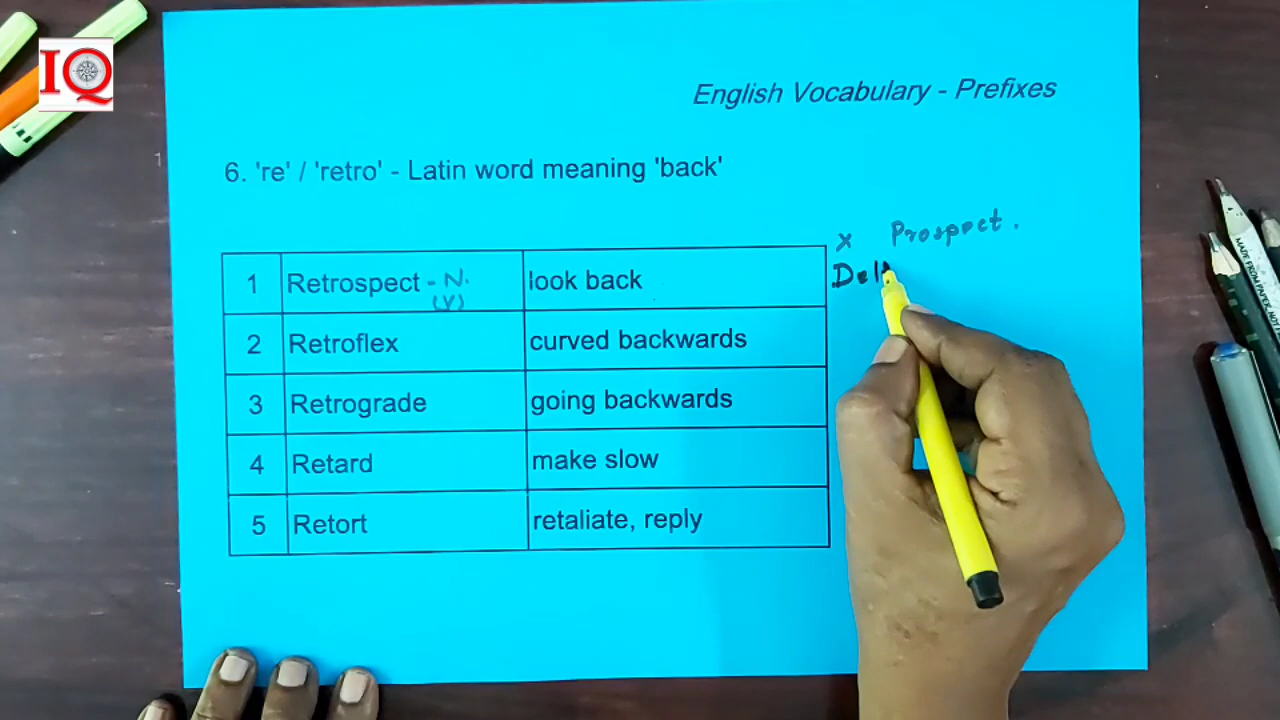 IQ
English Vocabulary - Prefixes
6. 're' / 'retro' - Latin word meaning 'back'
x Prospect.
1 Retrospect - N. look back
(V)
2 Retroflex curved backwards
3 Retrograde going backwards
4 Retard make slow
5 Retort retaliate, reply